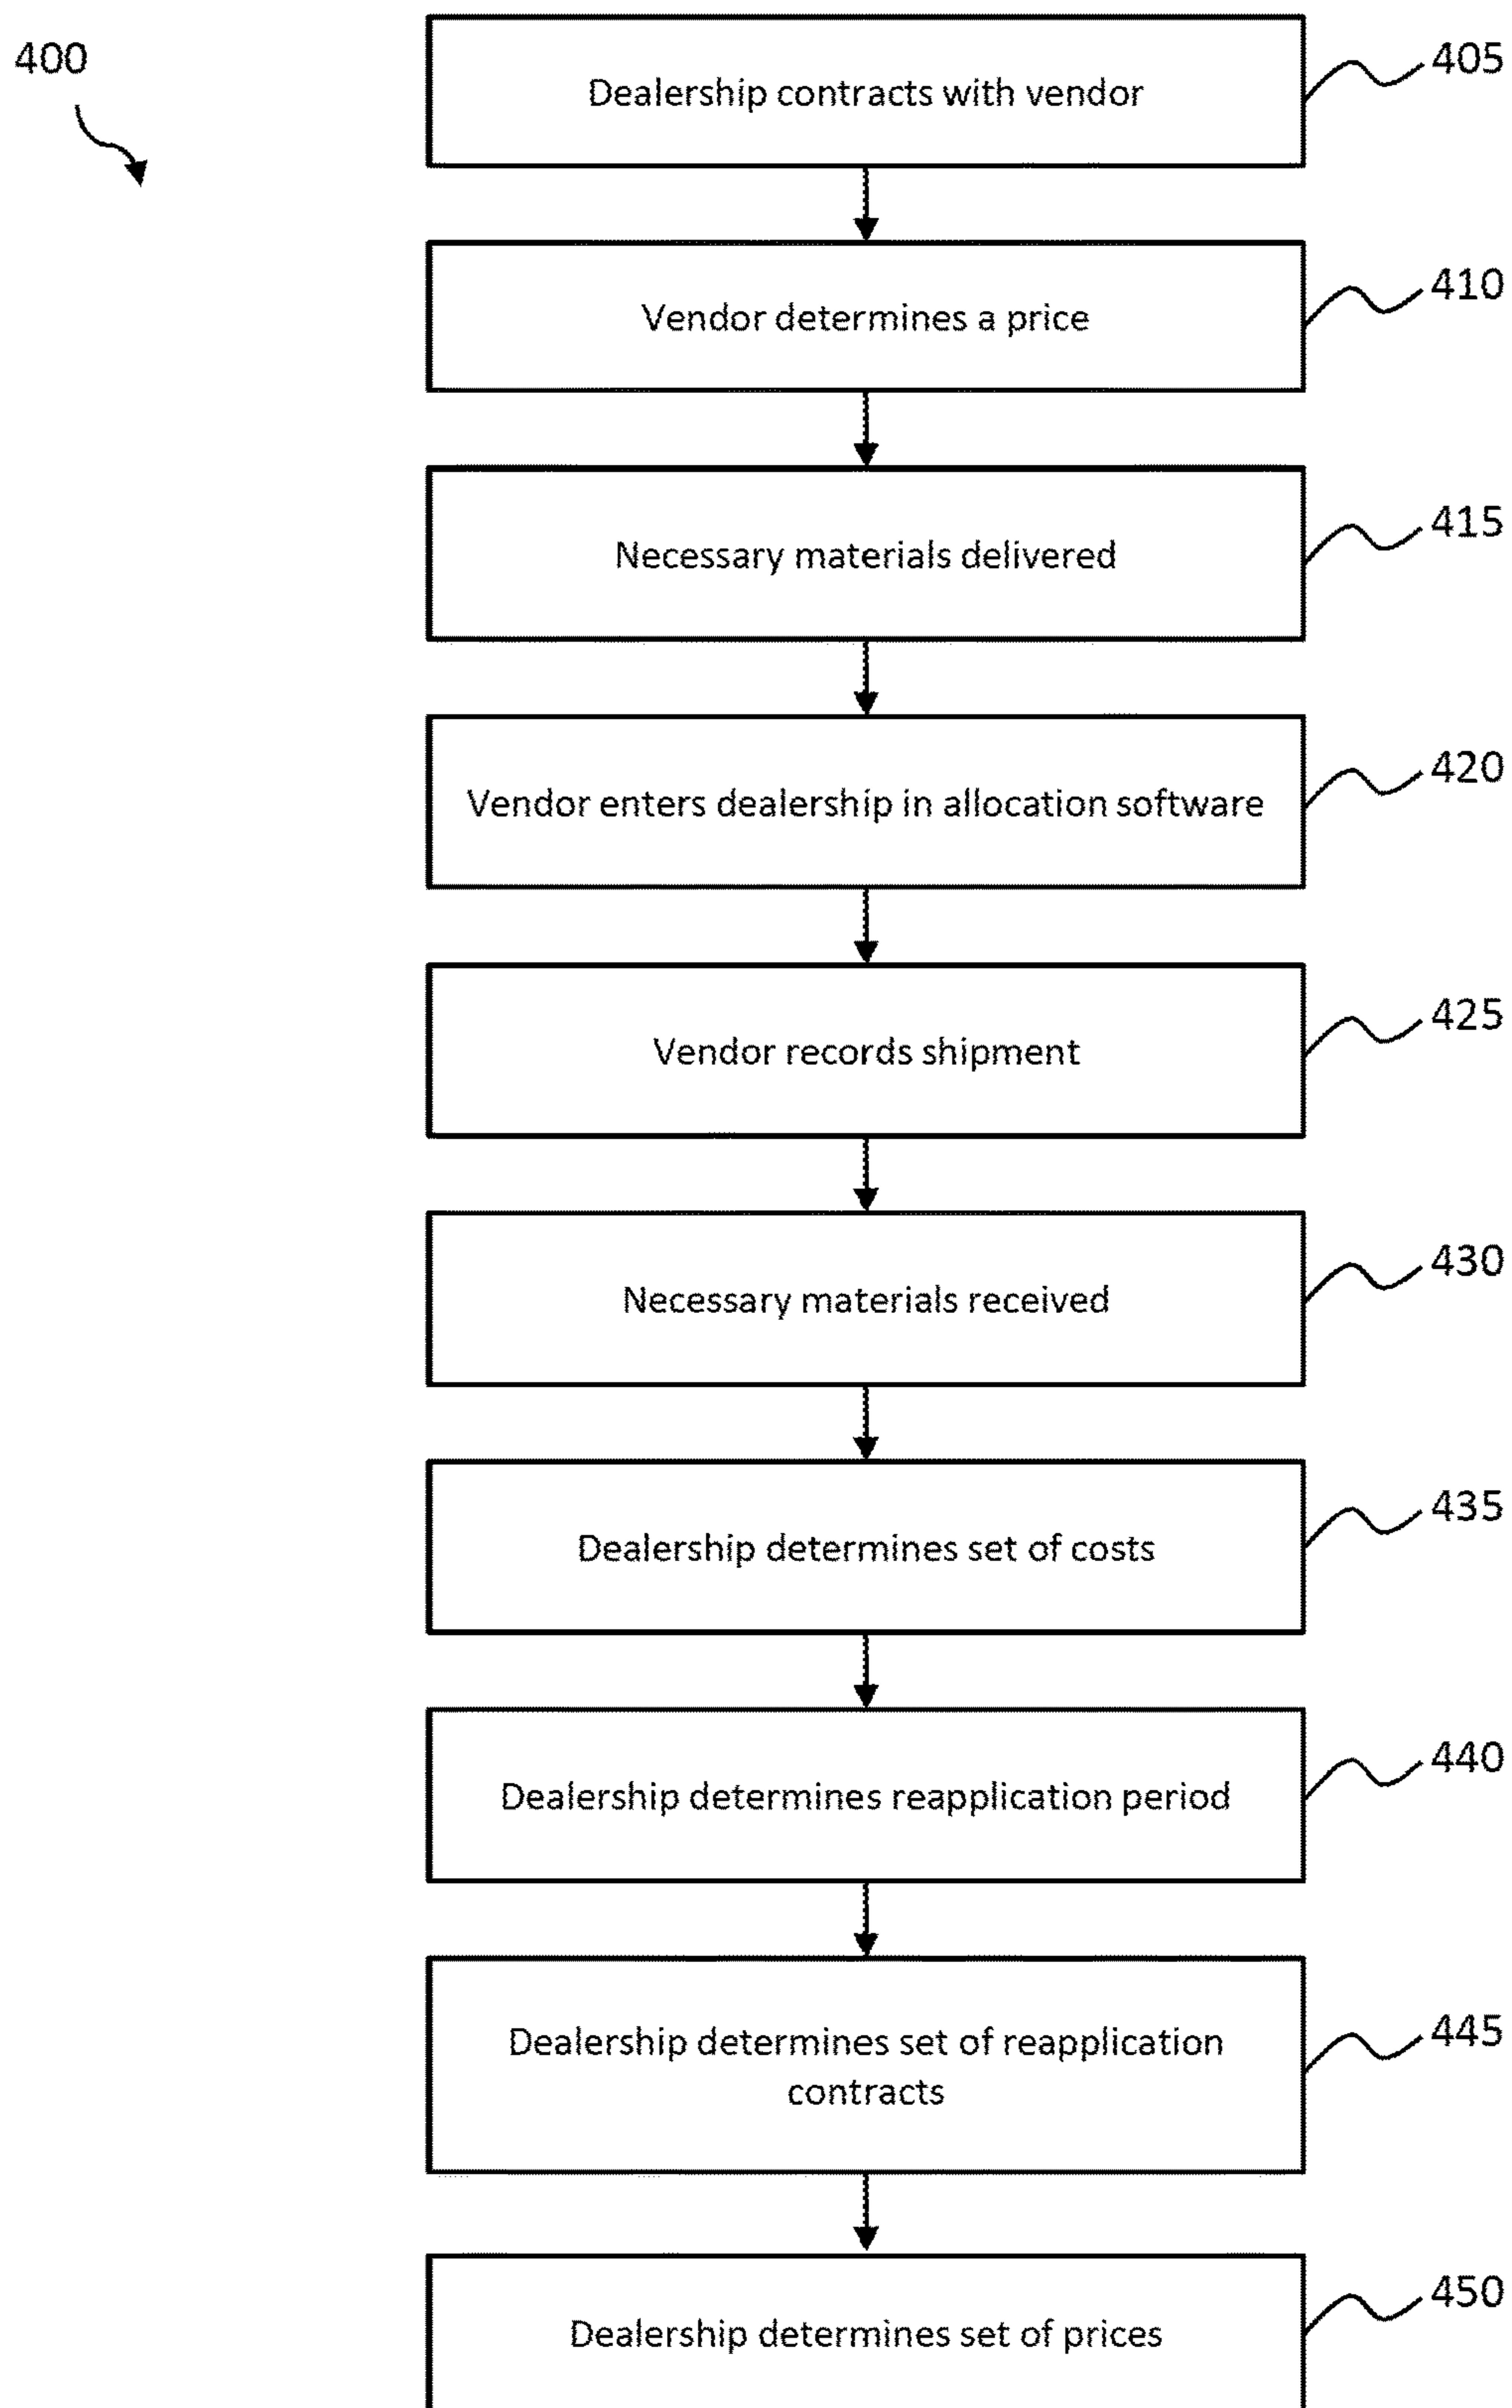 400
Dealership contracts with vendor
405
Vendor determines a price
410
Necessary materials delivered
415
Vendor enters dealership in allocation software
420
Vendor records shipment
425
Necessary materials received
430
Dealership determines set of costs
435
Dealership determines reapplication period
440
Dealership determines set of reapplication
contracts
445
Dealership determines set of prices
450